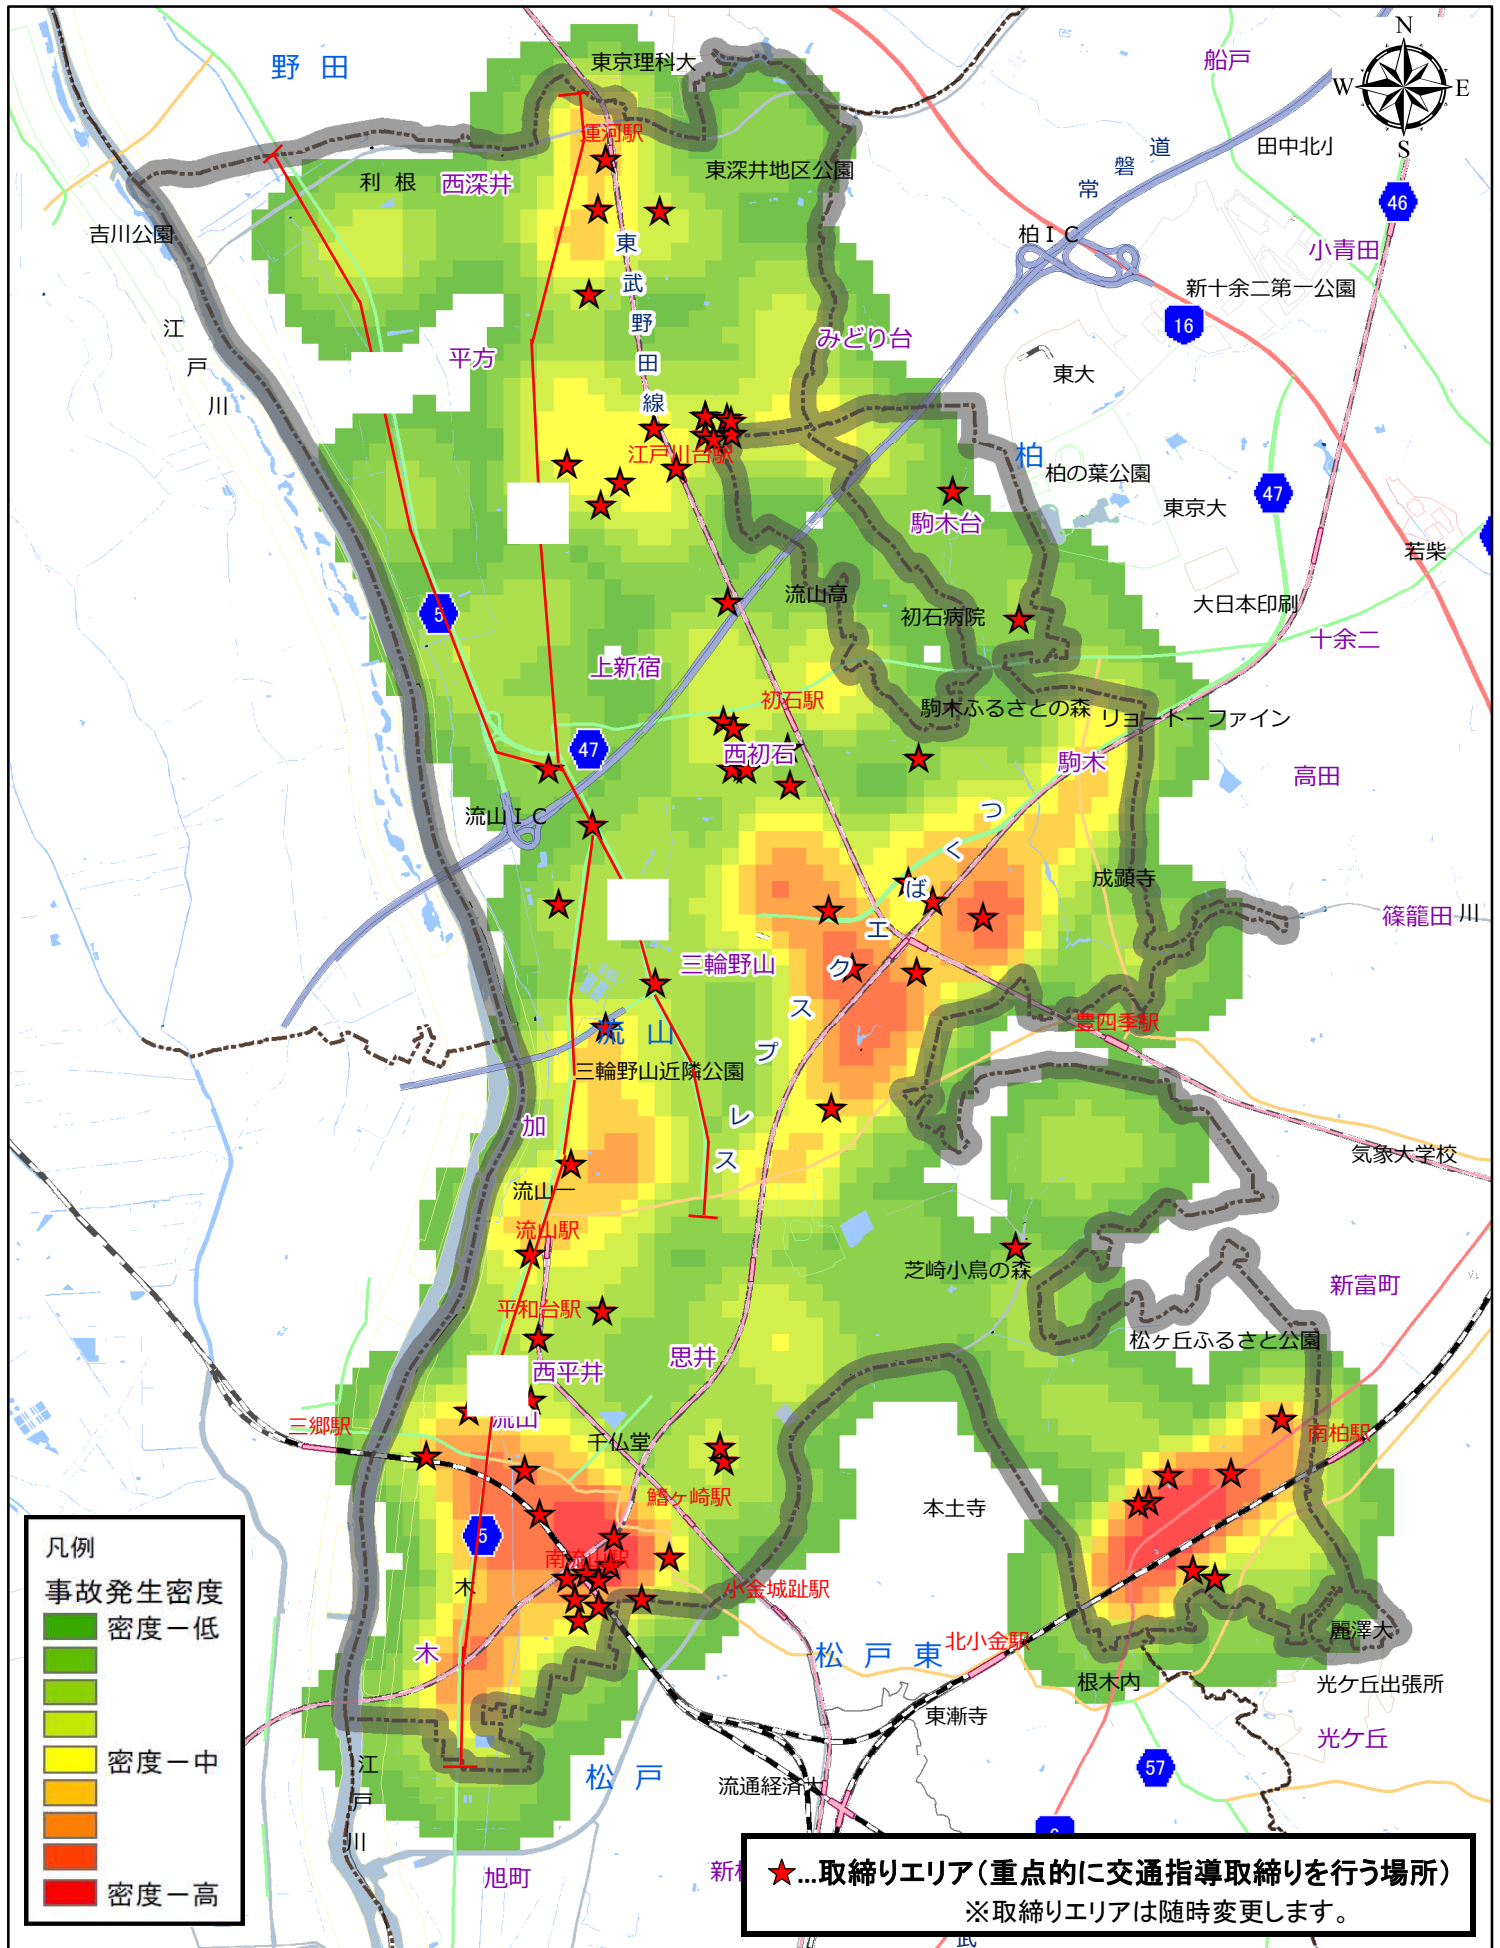 野 田
東京理科大
船戸
N
W
E
S
常 磐 道
田中北小
運河駅
利 根
西深井
東深井地区公園
46
吉川公園
東武野田線
柏ＩＣ
小青田
新十余二第一公園
16
江戸川
平方
みどり台
東大
江戸川台駅
柏
柏の葉公園
47
東京大
駒木台
若柴
5
流山高
初石病院
大日本印刷
十余二
上新宿
初石駅
駒木ふるさとの森
リョートーファイン
47
西初石
駒木
高田
流山ＩＣ
つくばエクスプレス
成顕寺
篠籠田
川
三輪野山
流 山
豊四季駅
三輪野山近隣公園
加
気象大学校
流山一
流山駅
芝崎小鳥の森
新富町
平和台駅
松ヶ丘ふるさと公園
思井
西平井
流山
三郷駅
千仏堂
南柏駅
鰭ヶ崎駅
本土寺
5
南流山駅
木
小金城趾駅
麗澤大
木
松 戸 東
北小金駅
根木内
光ケ丘出張所
東漸寺
光ケ丘
江戸川
松 戸
流通経済大
57
6
旭町
新松
武
凡例
事故発生密度
密度－低
密度－中
密度－高
★…取締りエリア（重点的に交通指導取締りを行う場所）
※取締りエリアは随時変更します。